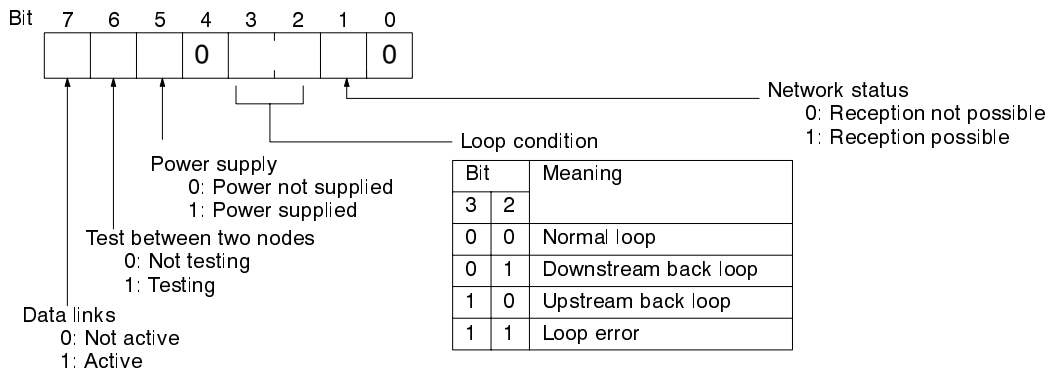 Bit 7 6 5 4 3 2 1 0
0 0
Network status
0: Reception not possible
1: Reception possible
Loop condition
Bit Meaning
3 2
0 0 Normal loop
0 1 Downstream back loop
1 0 Upstream back loop
1 1 Loop error
Power supply
0: Power not supplied
1: Power supplied
Test between two nodes
0: Not testing
1: Testing
Data links
0: Not active
1: Active